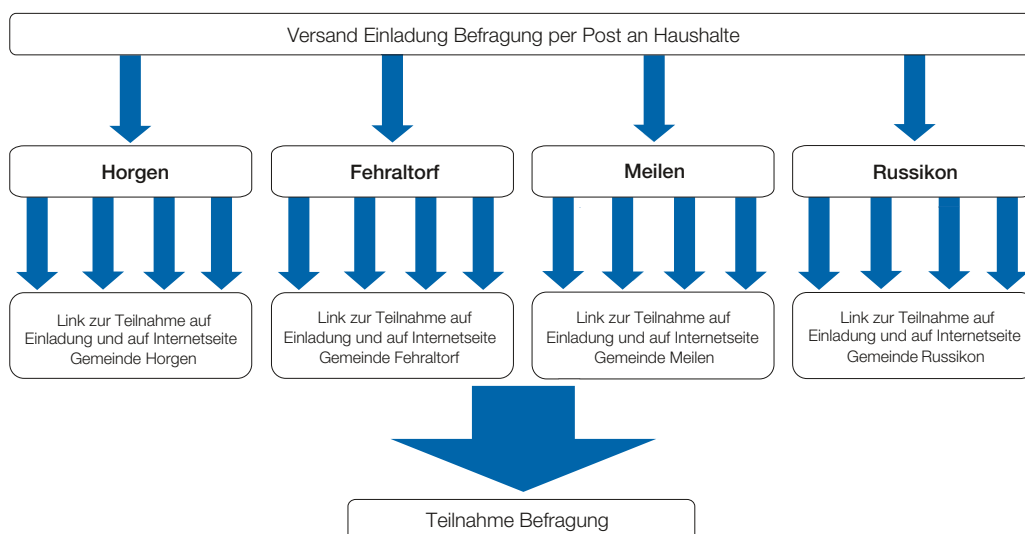 Versand Einladung Befragung per Post an Haushalte
Horgen
Fehraltorf
Meilen
Russikon
Link zur Teilnahme auf
Einladung und auf Internetseite
Gemeinde Horgen
Link zur Teilnahme auf
Einladung und auf Internetseite
Gemeinde Fehraltorf
Link zur Teilnahme auf
Einladung und auf Internetseite
Gemeinde Meilen
Link zur Teilnahme auf
Einladung und auf Internetseite
Gemeinde Russikon
Teilnahme Befragung